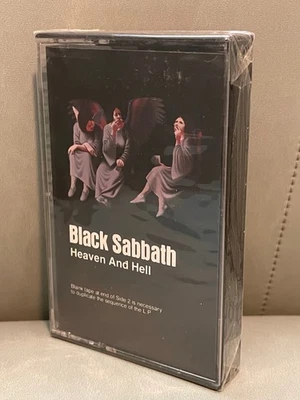 Black Sabbath
Heaven And Hell
Blank tape at end of Side 2 is necessary
to duplicate the sequence of the L P